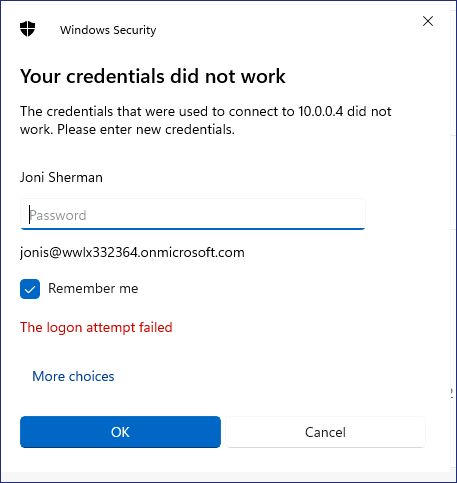 Windows Security
Your credentials did not work
The credentials that were used to connect to 10.0.0.4 did not
work. Please enter new credentials.
Joni Sherman
Password
jonis@wwlx332364.onmicrosoft.com
Remember me
The logon attempt failed
More choices
OK
Cancel